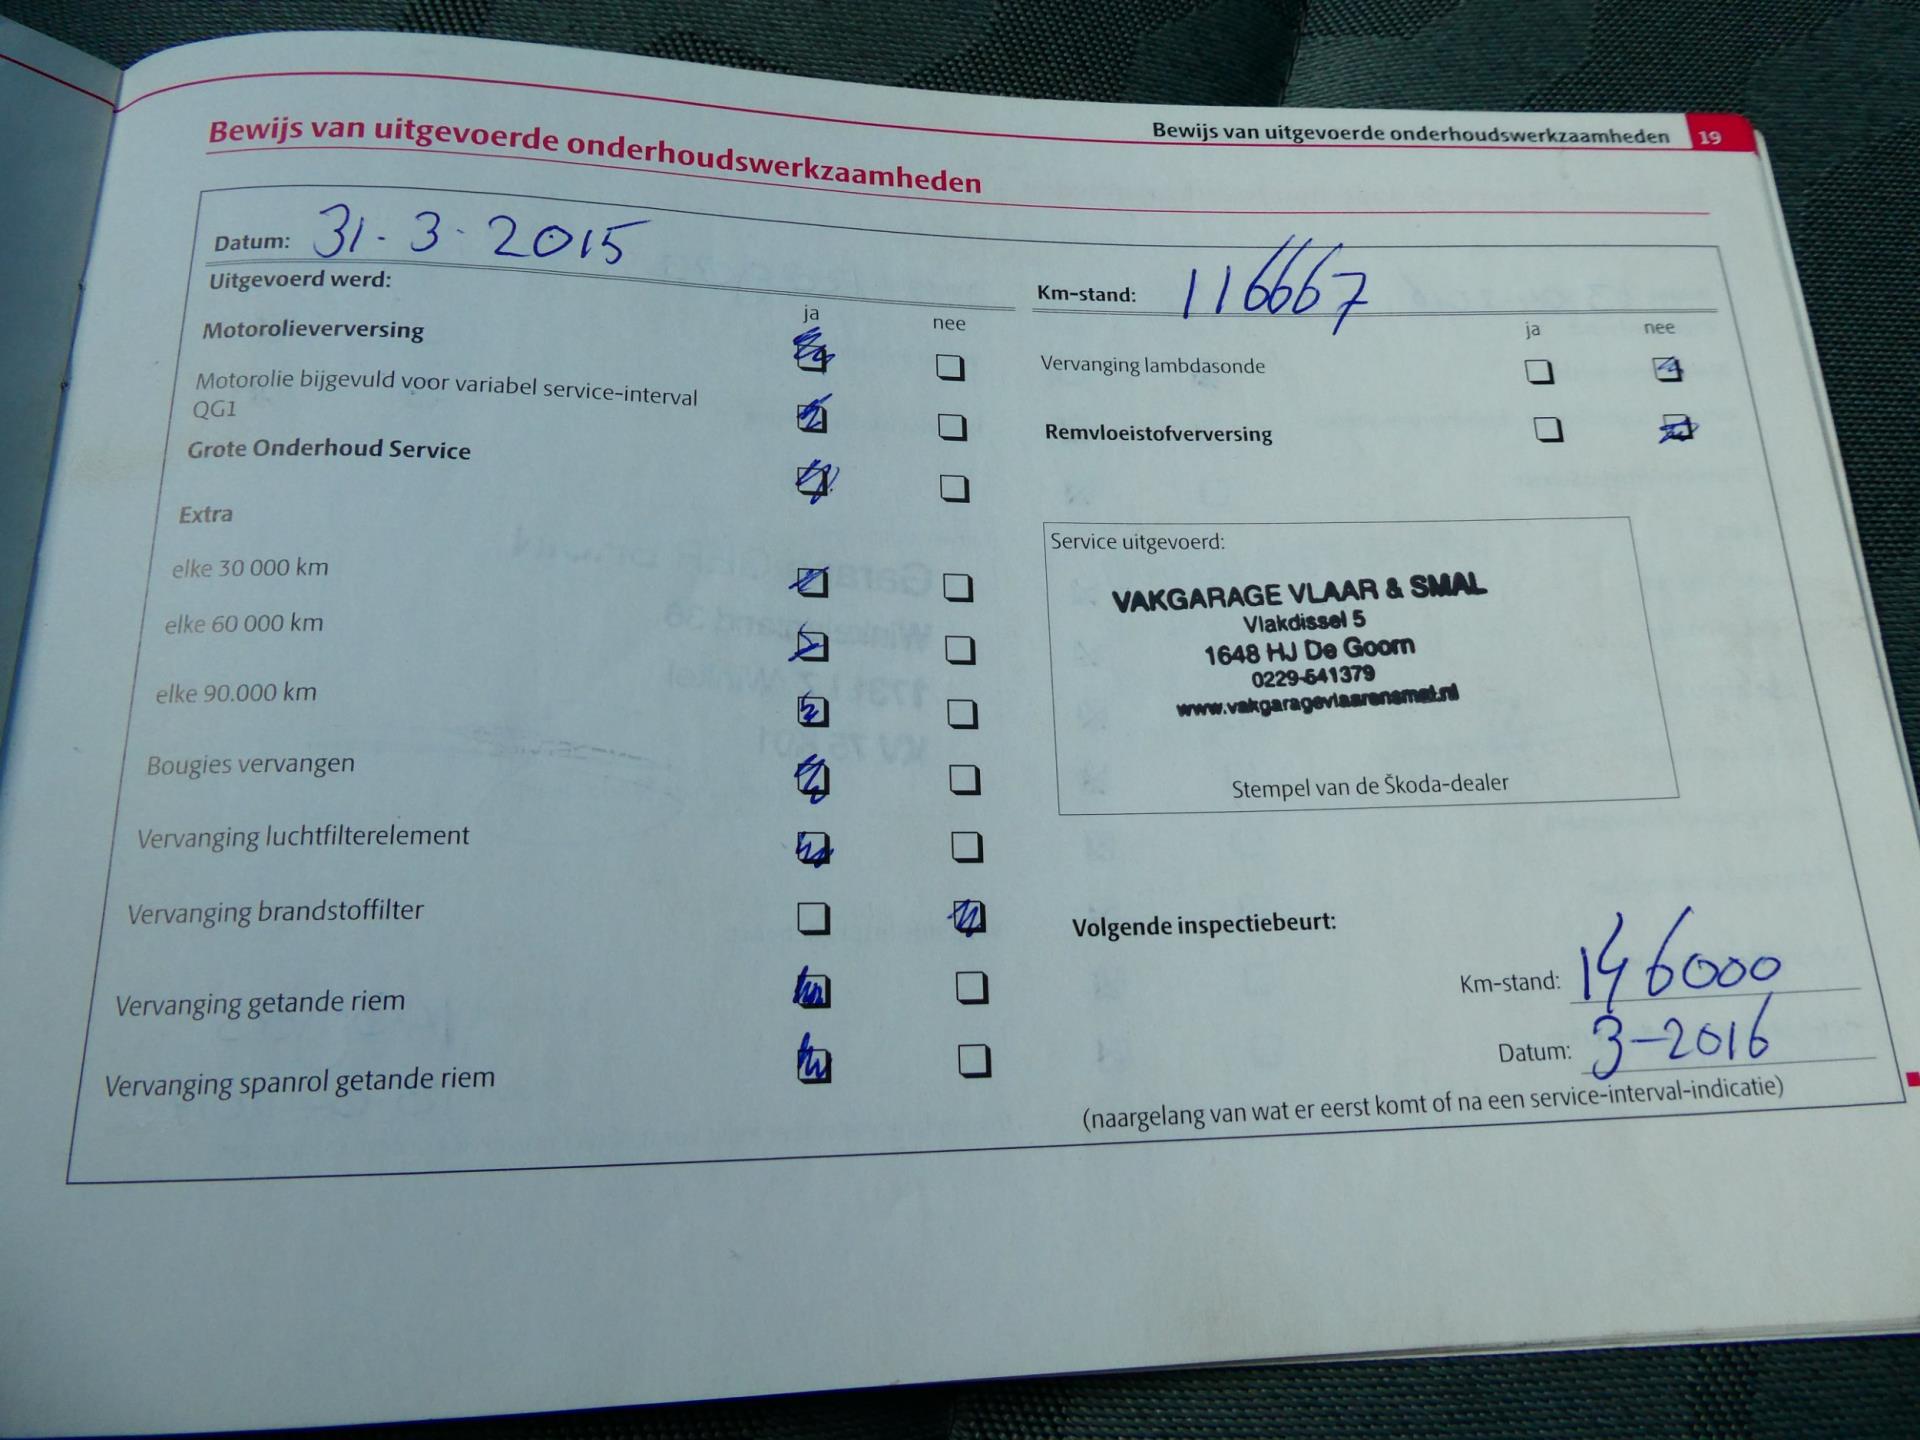 Bewijs van uitgevoerde onderhoudswerkzaamheden 19
Bewijs van uitgevoerde onderhoudswerkzaamheden
Datum: 31-3-2015
Uitgevoerd werd:
ja nee
Motorolieverversing
Motorolie bijgevuld voor variabel service-interval
QG1
Grote Onderhoud Service
Extra
elke 30 000 km
elke 60 000 km
elke 90.000 km
Bougies vervangen
Vervanging luchtfilterelement
Vervanging brandstoffilter
Vervanging getande riem
Vervanging spanrol getande riem
Km-stand: 116667
ja nee
Vervanging lambdasonde
Remvloeistofverversing
Service uitgevoerd:
VAKGARAGE VLAAR & SMAL
Vlakdissel 5
1648 HJ De Goorn
0229-541379
www.vakgaragevlaarensmal.nl
Stempel van de Škoda-dealer
Volgende inspectiebeurt:
Km-stand: 146000
Datum: 3-2016
(naargelang van wat er eerst komt of na een service-interval-indicatie)